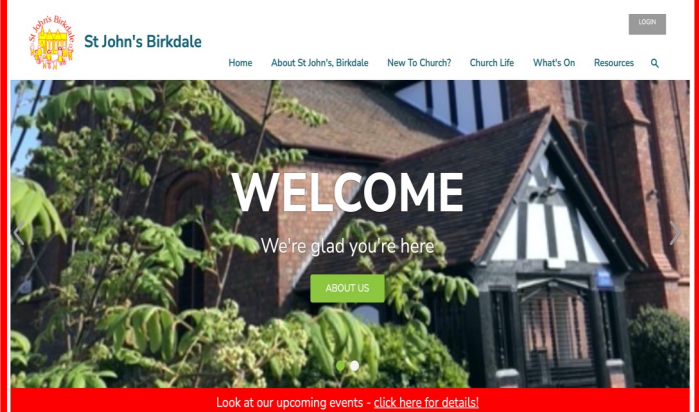 LOGIN
St John's Birkdale
St John's Birkdale
Home About St John's, Birkdale New To Church? Church Life What's On Resources
WELCOME
We're glad you're here
ABOUT US
Look at our upcoming events - click here for details!